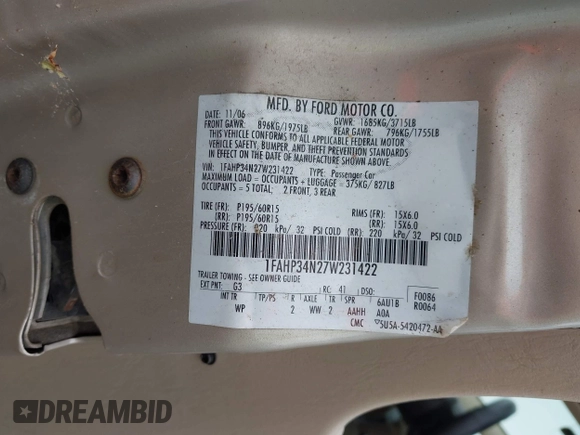 MFD. BY FORD MOTOR CO.
11/06
GVWR: 1685KG/3715LB
FRONT GAWR: 896KG/1975LB
REAR GAWR: 796KG/1755LB
THIS VEHICLE CONFORMS TO ALL APPLICABLE FEDERAL MOTOR
VEHICLE SAFETY, BUMPER, AND THEFT PREVENTION STANDARDS
IN EFFECT ON THE DATE OF MANUFACTURE SHOWN ABOVE.
VIN: 1FAHP34N27W231422 TYPE: Passenger Car
MAXIMUM LOAD = OCCUPANTS + LUGGAGE = 375KG/ 827LB
OCCUPANTS = 5 TOTAL; 2 FRONT, 3 REAR
TIRE (FR): P195/60R15 RIMS (FR): 15X6.0
(RR): P195/60R15 (RR): 15X6.0
PRESSURE (FR): 220 kPa/ 32 PSI COLD (RR): 220 kPa/ 32 PSI COLD
1FAHP34N27W231422
TRAILER TOWING - SEE OWNER GUIDE
EXT PNT: G3 RC: 41 DSO: F0086
INT TR TP/PS R AXLE TR SPR 6AU1B R0064
WP 2 WW 2 AAHH A0A
CMC 5U5A-5420472-AA
DREAMBID